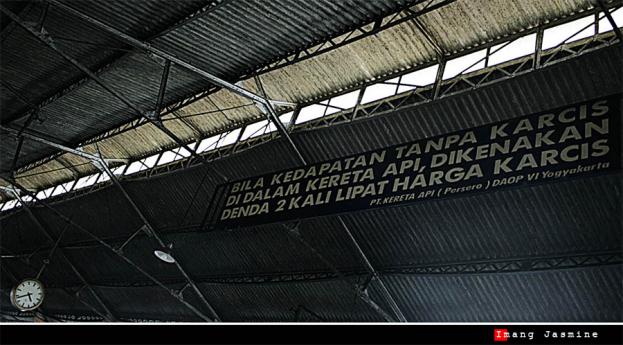 BILA KEDAPATAN TANPA KARCIS
DI DALAM KERETA API, DIKENAKAN
DENDA 2 KALI LIPAT HARGA KARCIS
PT.KERETA API ( Persero ) DAOP VI Yogyakarta
Imang Jasmine